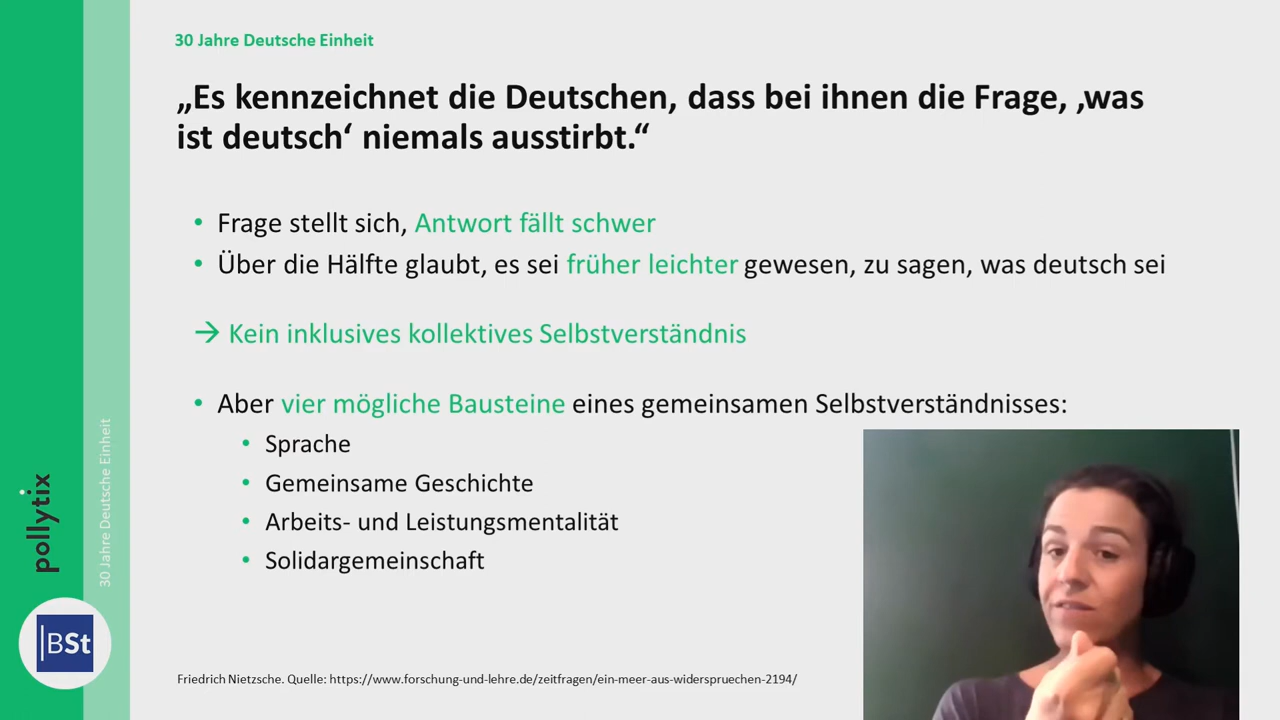 30 Jahre Deutsche Einheit
„Es kennzeichnet die Deutschen, dass bei ihnen die Frage, ‚was
ist deutsch‘ niemals ausstirbt.“
• Frage stellt sich, Antwort fällt schwer
• Über die Hälfte glaubt, es sei früher leichter gewesen, zu sagen, was deutsch sei
→ Kein inklusives kollektives Selbstverständnis
• Aber vier mögliche Bausteine eines gemeinsamen Selbstverständnisses:
• Sprache
• Gemeinsame Geschichte
• Arbeits- und Leistungsmentalität
• Solidargemeinschaft
Friedrich Nietzsche. Quelle: https://www.forschung-und-lehre.de/zeitfragen/ein-meer-aus-widerspruechen-2194/
pollytix
30 Jahre Deutsche Einheit
|BSt